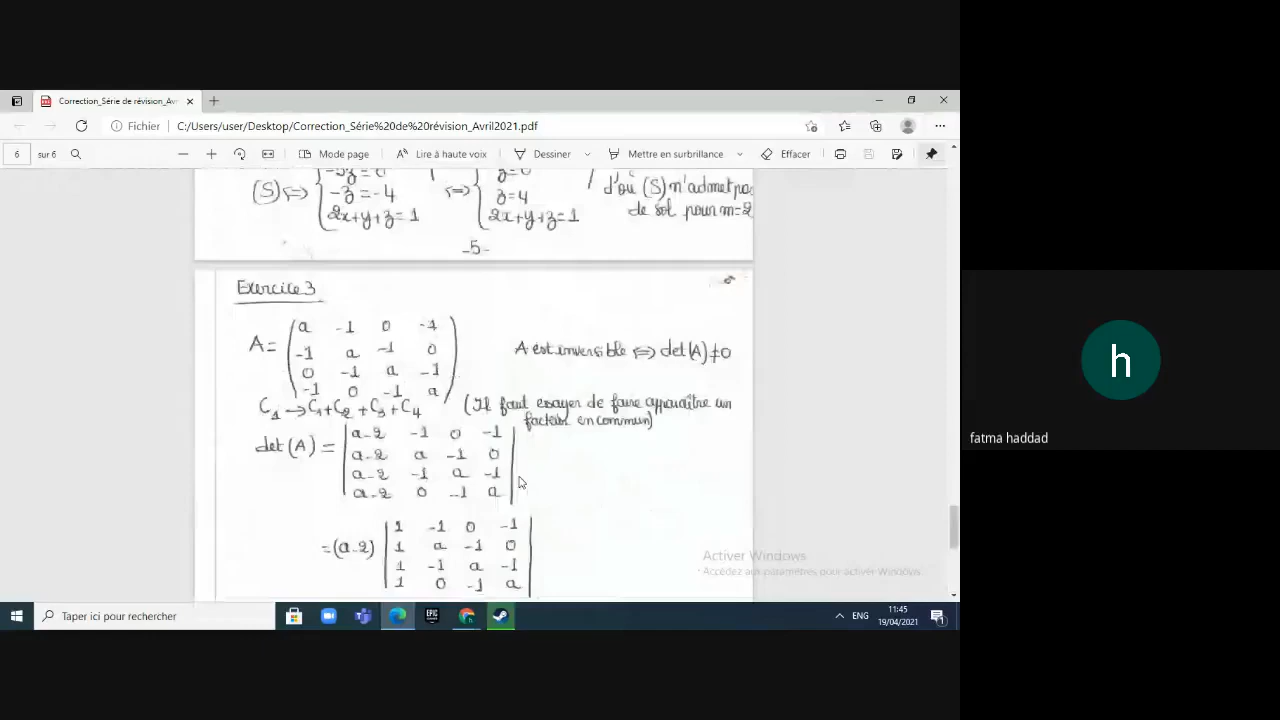 Correction_Série de révision_Avr
Fichier
C:/Users/user/Desktop/Correction_Série%20de%20révision_Avril2021.pdf
6 sur 6
Mode page
Lire à haute voix
Dessiner
Mettre en surbrillance
Effacer
(S) ⟺ { -z = -4 ⟺ { z = 4
2x+y+z = 1 2x+y+z = 1
d'où (S) n'admet pas
de sol pour m=2
-5-
Exercice 3
A = ( a -1 0 -1
-1 a -1 0
0 -1 a -1
-1 0 -1 a )
A est inversible ⟺ det(A) ≠ 0
C1 → C1 + C2 + C3 + C4
(Il faut essayer de faire apparaître un
facteur en commun)
det(A) = | a-2 -1 0 -1
a-2 a -1 0
a-2 -1 a -1
a-2 0 -1 a |
= (a-2) | 1 -1 0 -1
1 a -1 0
1 -1 a -1
1 0 -1 a |
Activer Windows
Accédez aux paramètres pour activer Windows.
Taper ici pour rechercher
EPIC
ENG
11:45
19/04/2021
1
h
fatma haddad